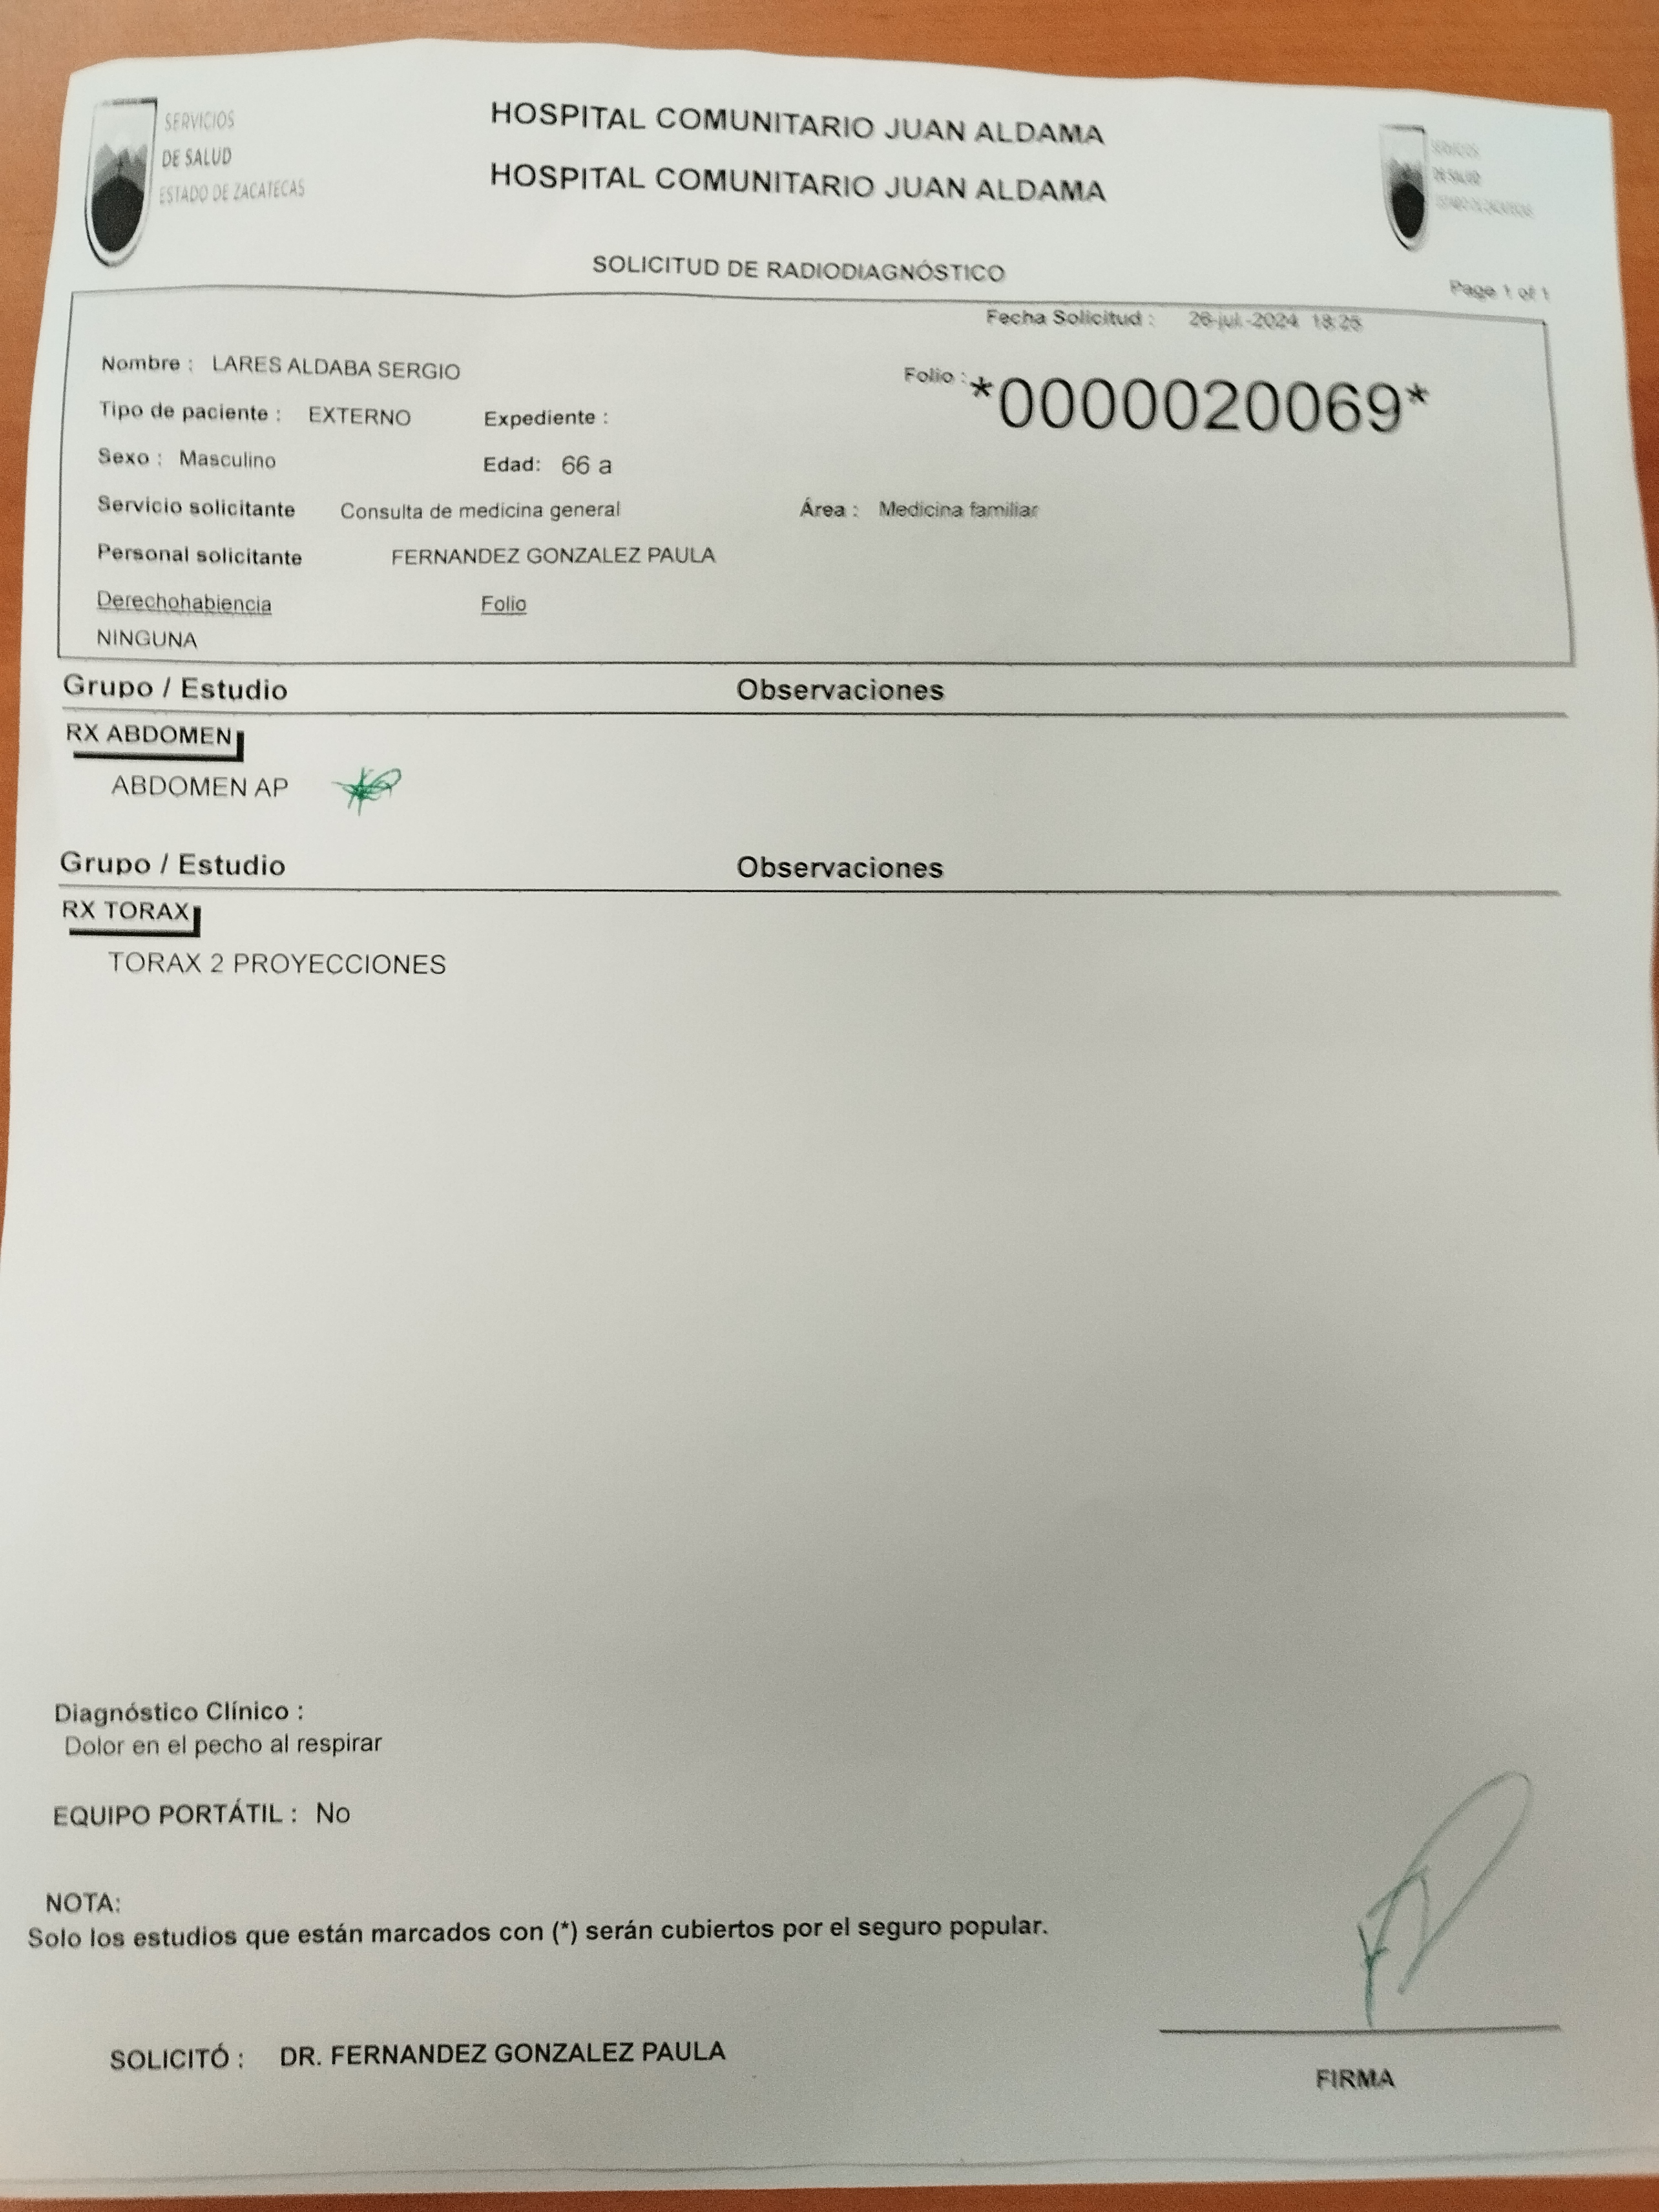 SERVICIOS
DE SALUD
ESTADO DE ZACATECAS
HOSPITAL COMUNITARIO JUAN ALDAMA
HOSPITAL COMUNITARIO JUAN ALDAMA
SERVICIOS
DE SALUD
ESTADO DE ZACATECAS
SOLICITUD DE RADIODIAGNÓSTICO
Page 1 of 1
Fecha Solicitud : 26-jul.-2024 18:25
Nombre : LARES ALDABA SERGIO
Folio : *0000020069*
Tipo de paciente : EXTERNO Expediente :
Sexo : Masculino Edad: 66 a
Servicio solicitante Consulta de medicina general Área : Medicina familiar
Personal solicitante FERNANDEZ GONZALEZ PAULA
Derechohabiencia Folio
NINGUNA
Grupo / Estudio Observaciones
RX ABDOMEN
ABDOMEN AP
Grupo / Estudio Observaciones
RX TORAX
TORAX 2 PROYECCIONES
Diagnóstico Clínico :
Dolor en el pecho al respirar
EQUIPO PORTÁTIL : No
NOTA:
Solo los estudios que están marcados con (*) serán cubiertos por el seguro popular.
SOLICITÓ : DR. FERNANDEZ GONZALEZ PAULA
FIRMA